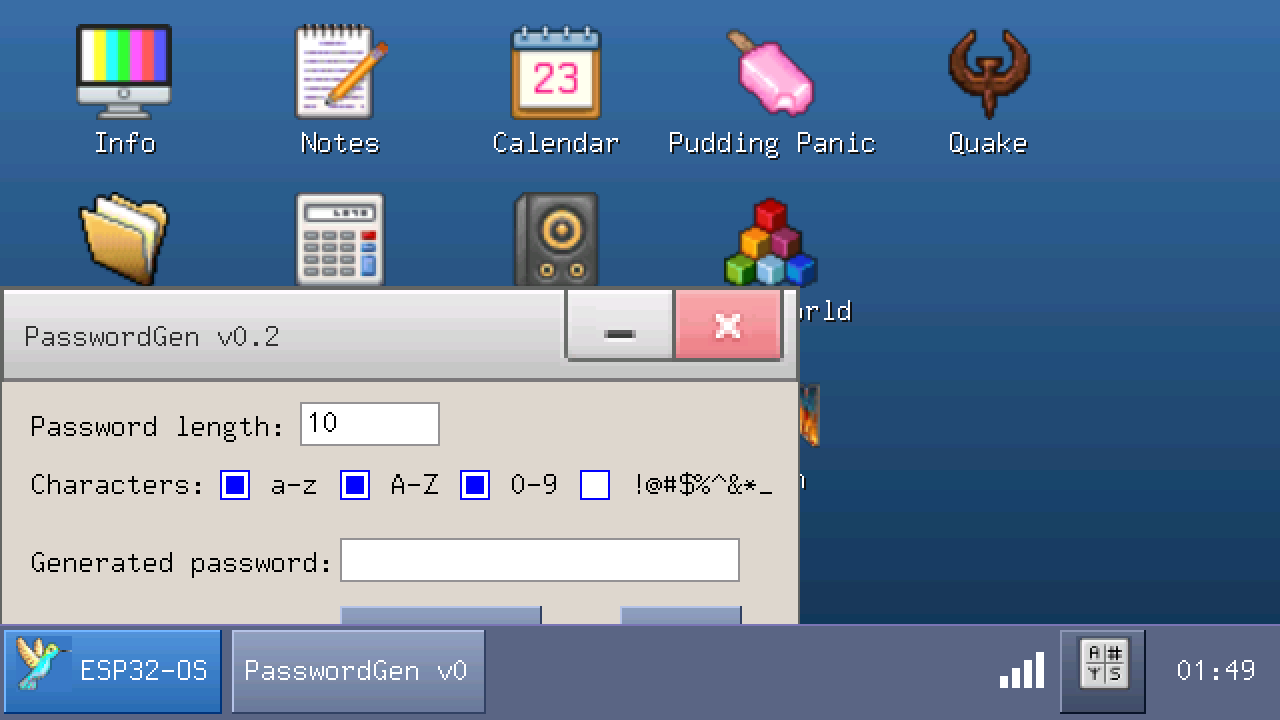 23
Info
Notes
Calendar
Pudding Panic
Quake
PasswordGen v0.2
Password length: 10
Characters: a-z A-Z 0-9 !@#$%^&*_
Generated password:
ESP32-OS
PasswordGen v0
A#
01:49